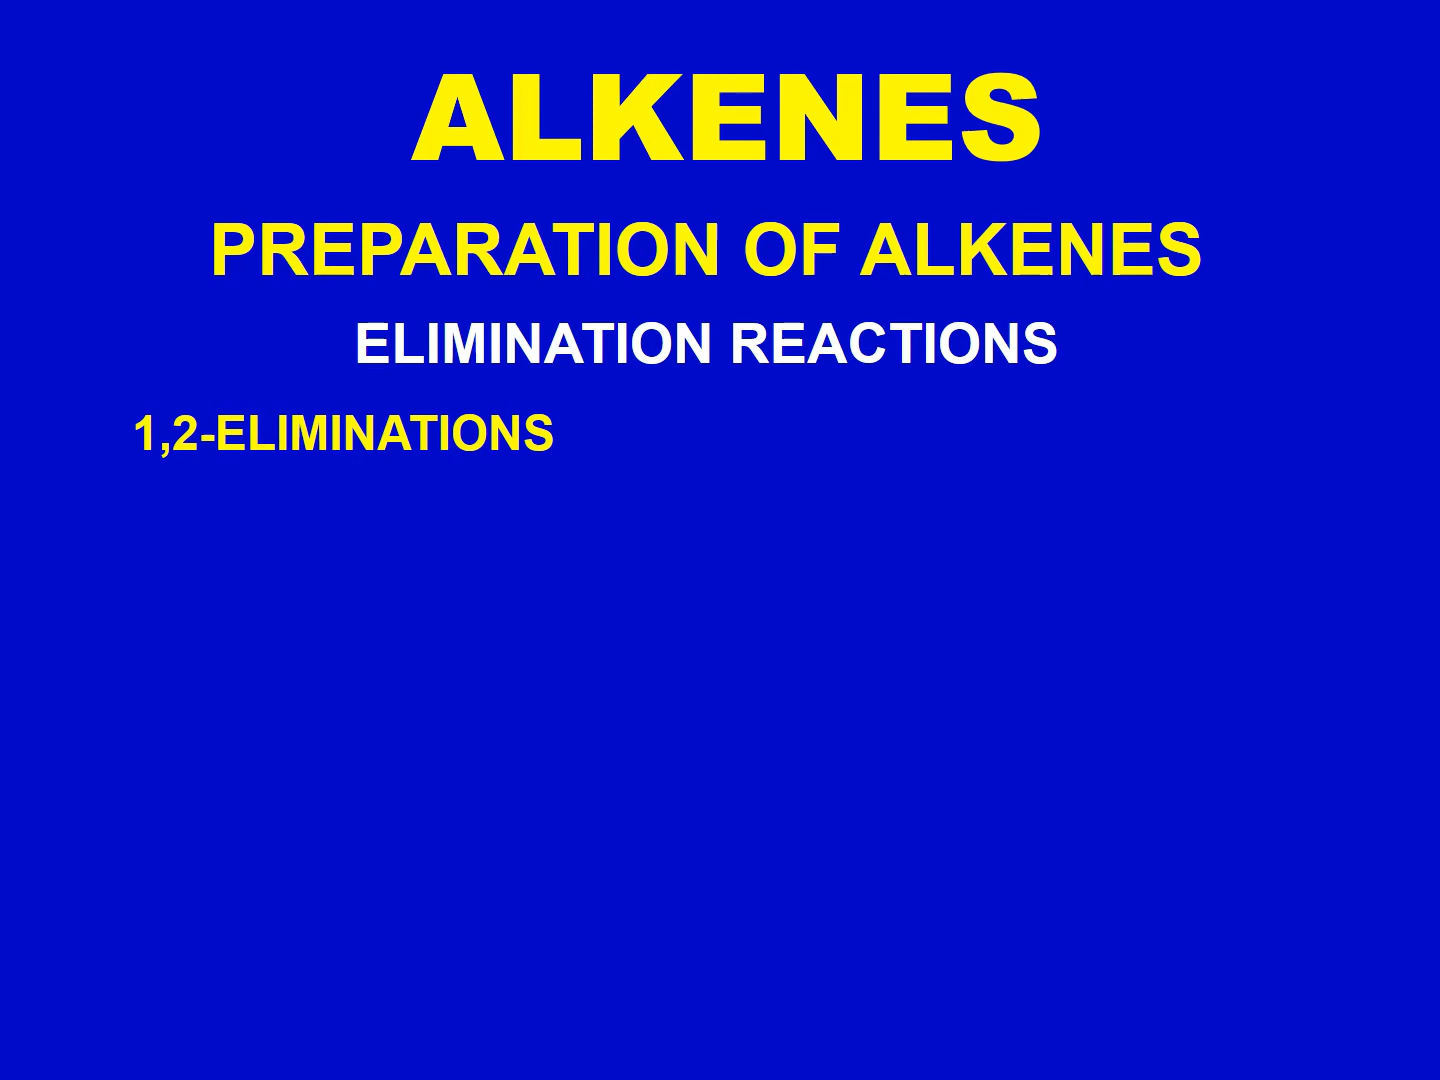 ALKENES
PREPARATION OF ALKENES
ELIMINATION REACTIONS
1,2-ELIMINATIONS